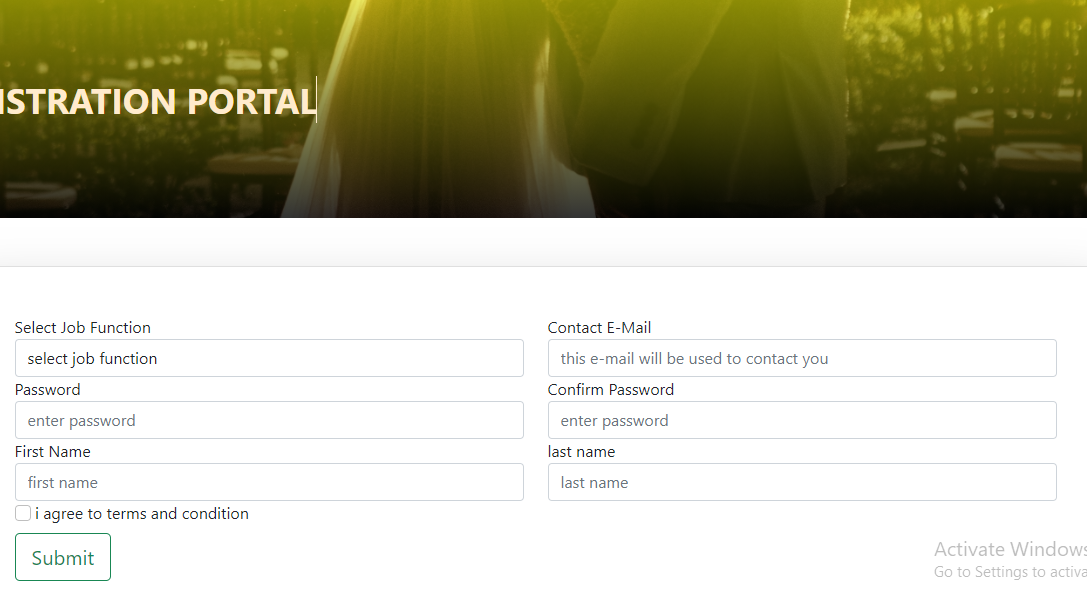 ISTRATION PORTAL
Select Job Function
Contact E-Mail
select job function
this e-mail will be used to contact you
Password
Confirm Password
enter password
enter password
First Name
last name
first name
last name
i agree to terms and condition
Submit
Activate Windows
Go to Settings to activa